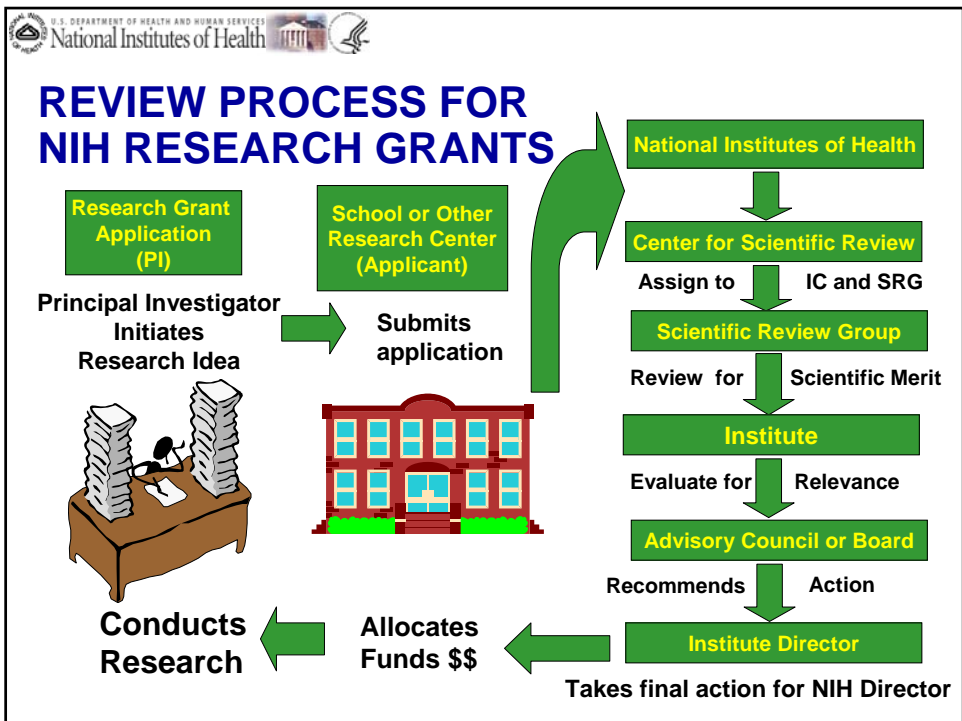 U.S. DEPARTMENT OF HEALTH AND HUMAN SERVICES
National Institutes of Health
REVIEW PROCESS FOR
NIH RESEARCH GRANTS
Research Grant
Application
(PI)
Principal Investigator
Initiates
Research Idea
School or Other
Research Center
(Applicant)
Submits
application
National Institutes of Health
Center for Scientific Review
Assign to IC and SRG
Scientific Review Group
Review for Scientific Merit
Institute
Evaluate for Relevance
Advisory Council or Board
Recommends Action
Institute Director
Takes final action for NIH Director
Allocates
Funds $$
Conducts
Research